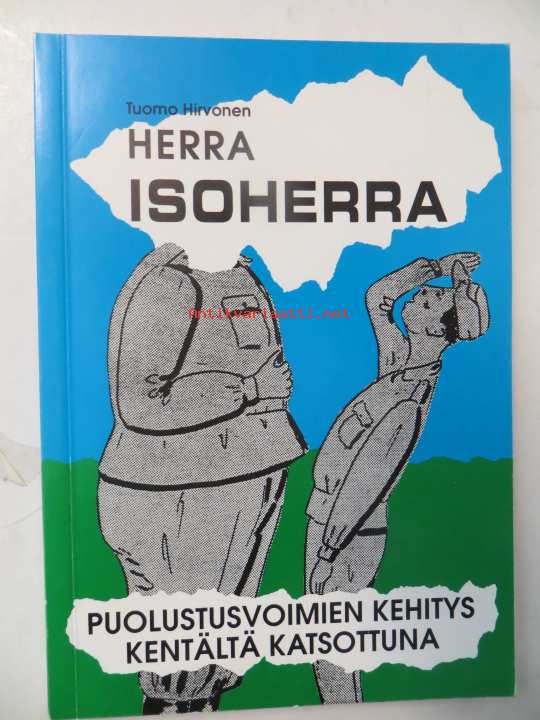 Tuomo Hirvonen
HERRA
ISOHERRA
Antikvariaatti.net
PUOLUSTUSVOIMIEN KEHITYS
KENTÄLTÄ KATSOTTUNA